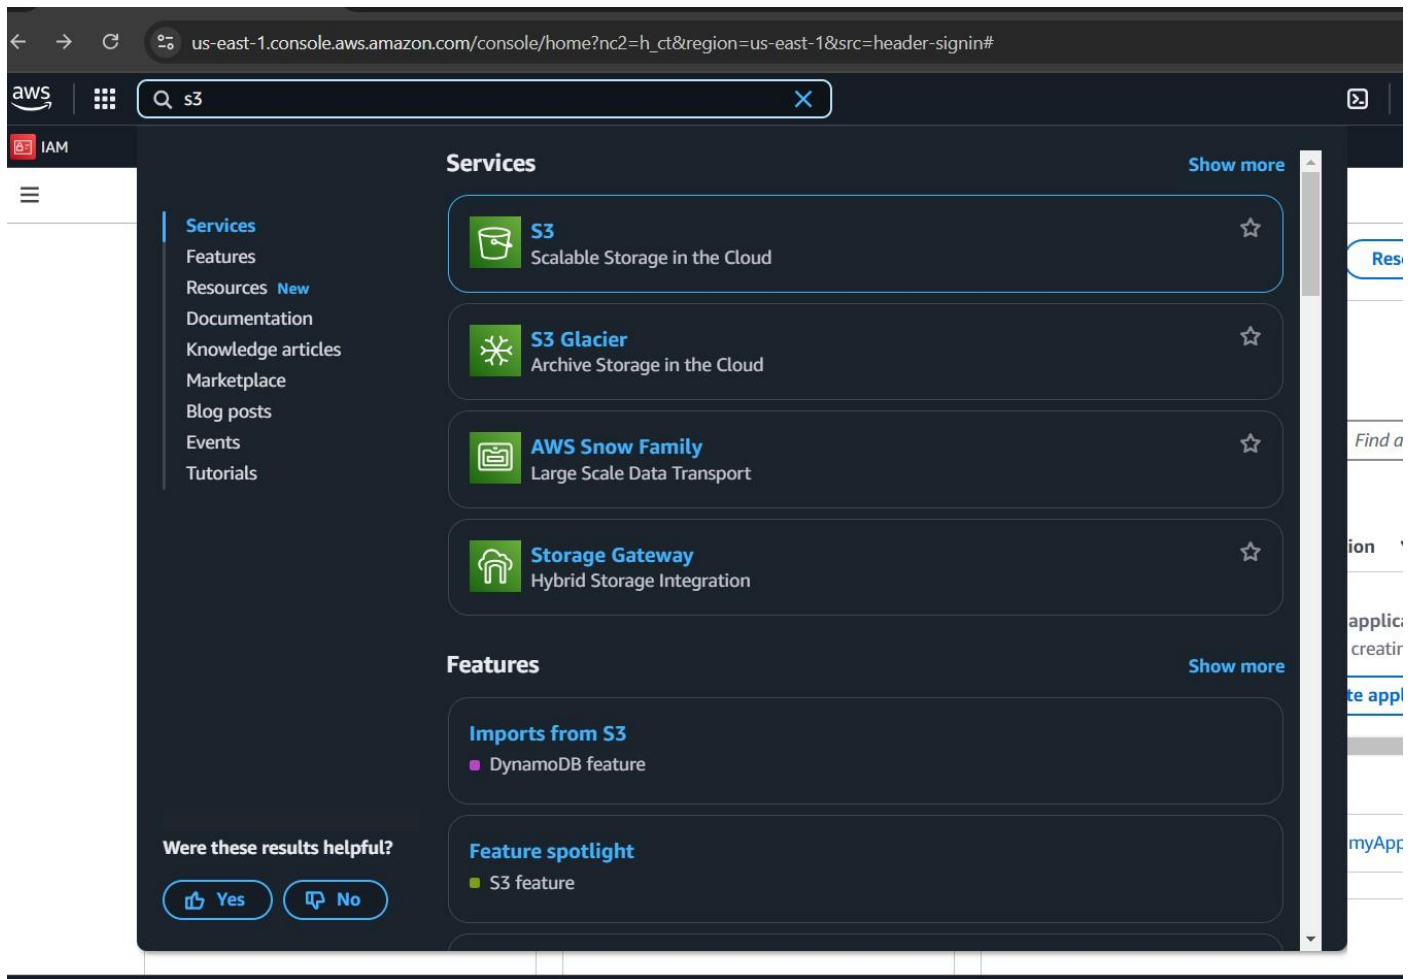 us-east-1.console.aws.amazon.com/console/home?nc2=h_ct&region=us-east-1&src=header-signin#
aws
s3
IAM
Services
Features
Resources New
Documentation
Knowledge articles
Marketplace
Blog posts
Events
Tutorials
Were these results helpful?
Yes
No
Services
Show more
S3
Scalable Storage in the Cloud
S3 Glacier
Archive Storage in the Cloud
AWS Snow Family
Large Scale Data Transport
Storage Gateway
Hybrid Storage Integration
Features
Show more
Imports from S3
DynamoDB feature
Feature spotlight
S3 feature
Find
myApp